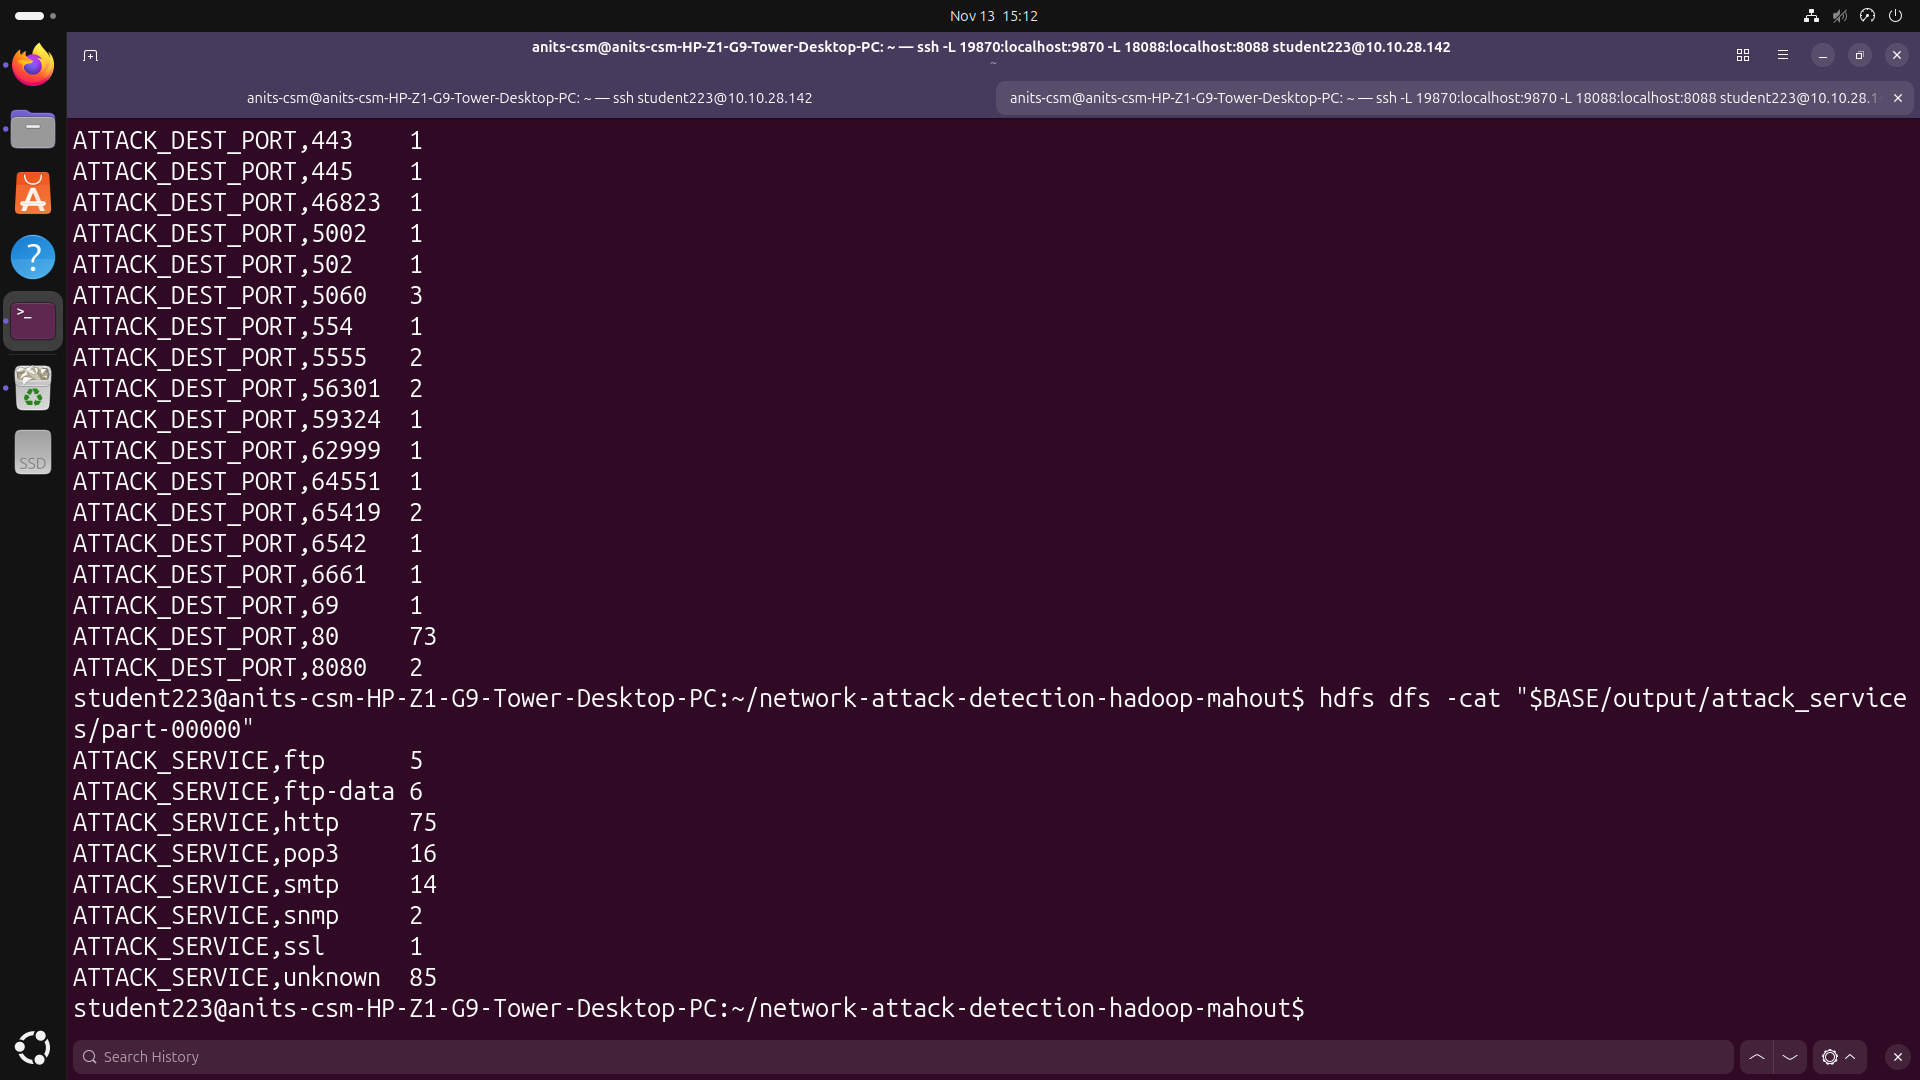 Nov 13 15:12
anits-csm@anits-csm-HP-Z1-G9-Tower-Desktop-PC: ~ — ssh -L 19870:localhost:9870 -L 18088:localhost:8088 student223@10.10.28.142
~
anits-csm@anits-csm-HP-Z1-G9-Tower-Desktop-PC: ~ — ssh student223@10.10.28.142
anits-csm@anits-csm-HP-Z1-G9-Tower-Desktop-PC: ~ — ssh -L 19870:localhost:9870 -L 18088:localhost:8088 student223@10.10.28.1
ATTACK_DEST_PORT,443 1
ATTACK_DEST_PORT,445 1
ATTACK_DEST_PORT,46823 1
ATTACK_DEST_PORT,5002 1
ATTACK_DEST_PORT,502 1
ATTACK_DEST_PORT,5060 3
ATTACK_DEST_PORT,554 1
ATTACK_DEST_PORT,5555 2
ATTACK_DEST_PORT,56301 2
ATTACK_DEST_PORT,59324 1
ATTACK_DEST_PORT,62999 1
ATTACK_DEST_PORT,64551 1
ATTACK_DEST_PORT,65419 2
ATTACK_DEST_PORT,6542 1
ATTACK_DEST_PORT,6661 1
ATTACK_DEST_PORT,69 1
ATTACK_DEST_PORT,80 73
ATTACK_DEST_PORT,8080 2
student223@anits-csm-HP-Z1-G9-Tower-Desktop-PC:~/network-attack-detection-hadoop-mahout$ hdfs dfs -cat "$BASE/output/attack_service
s/part-00000"
ATTACK_SERVICE,ftp 5
ATTACK_SERVICE,ftp-data 6
ATTACK_SERVICE,http 75
ATTACK_SERVICE,pop3 16
ATTACK_SERVICE,smtp 14
ATTACK_SERVICE,snmp 2
ATTACK_SERVICE,ssl 1
ATTACK_SERVICE,unknown 85
student223@anits-csm-HP-Z1-G9-Tower-Desktop-PC:~/network-attack-detection-hadoop-mahout$
Search History
SSD